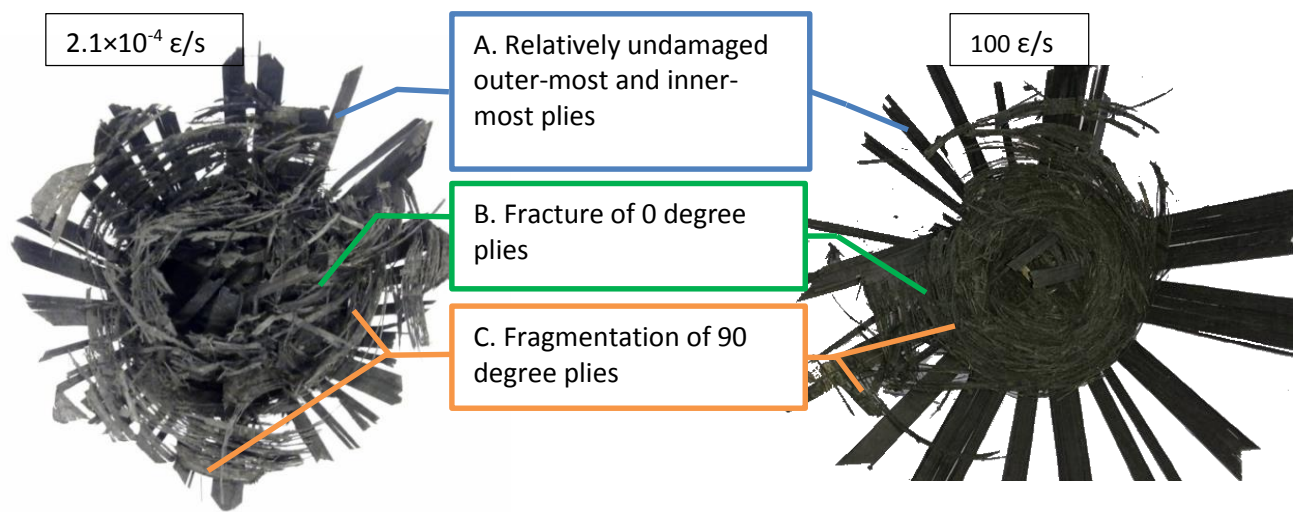 2.1×10⁻⁴ ε/s
A. Relatively undamaged
outer-most and inner-
most plies
100 ε/s
B. Fracture of 0 degree
plies
C. Fragmentation of 90
degree plies